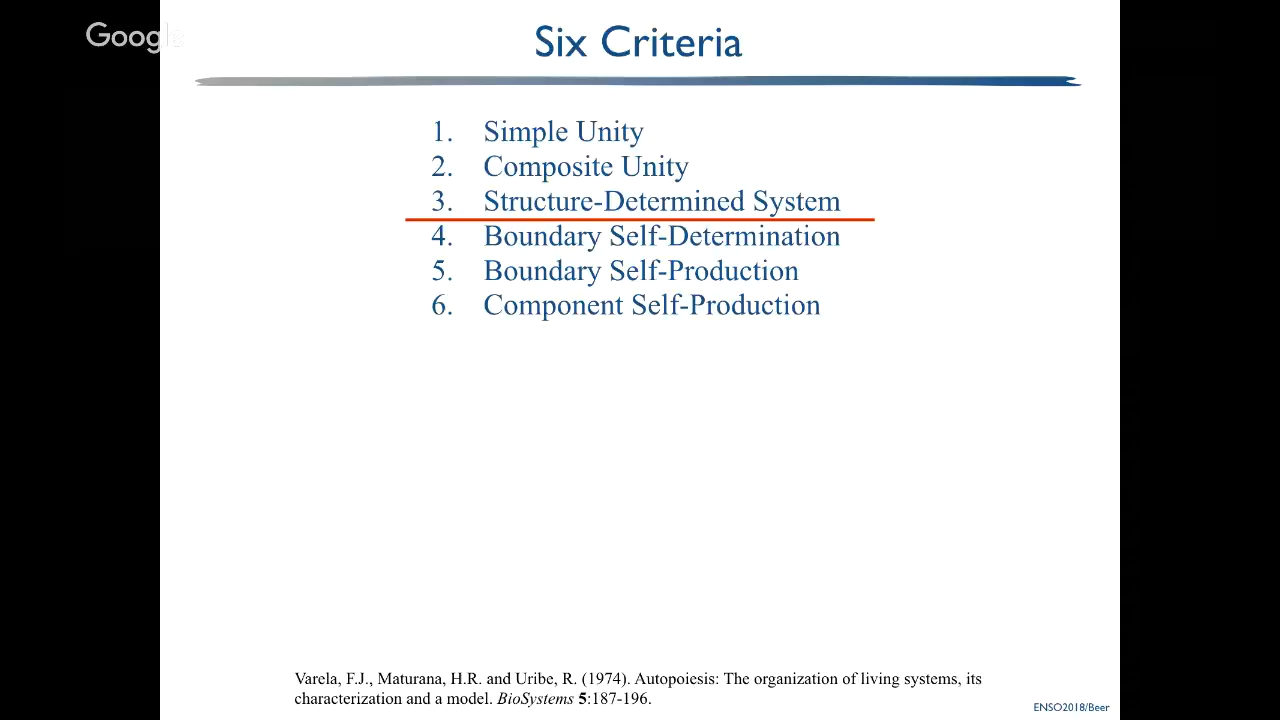 Google
Six Criteria
1. Simple Unity
2. Composite Unity
3. Structure-Determined System
4. Boundary Self-Determination
5. Boundary Self-Production
6. Component Self-Production
Varela, F.J., Maturana, H.R. and Uribe, R. (1974). Autopoiesis: The organization of living systems, its
characterization and a model. BioSystems 5:187-196.
ENSO2018/Beer